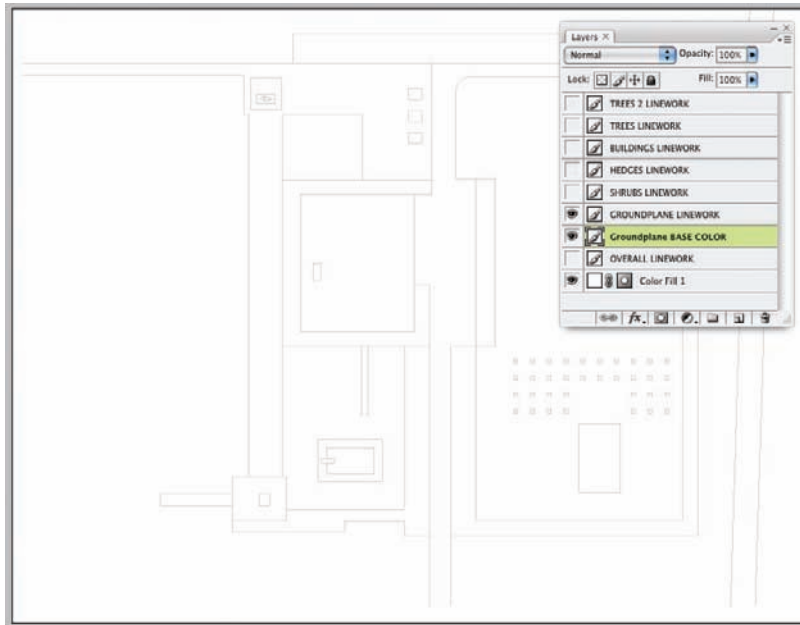 Layers ×
Normal Opacity: 100%
Lock: Fill: 100%
TREES 2 LINEWORK
TREES LINEWORK
BUILDINGS LINEWORK
HEDGES LINEWORK
SHRUBS LINEWORK
GROUNDPLANE LINEWORK
Groundplane BASE COLOR
OVERALL LINEWORK
Color Fill 1
fx.